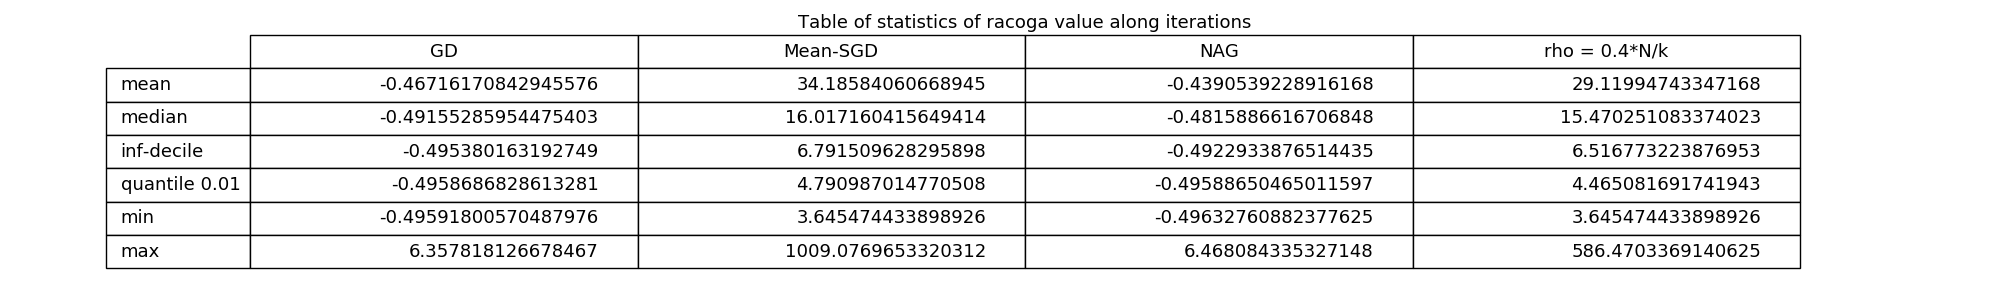 Table of statistics of racoga value along iterations
GD Mean-SGD NAG rho = 0.4*N/k
mean -0.46716170842945576 34.18584060668945 -0.4390539228916168 29.11994743347168
median -0.49155285954475403 16.017160415649414 -0.4815886616706848 15.470251083374023
inf-decile -0.495380163192749 6.791509628295898 -0.4922933876514435 6.516773223876953
quantile 0.01 -0.4958686828613281 4.790987014770508 -0.49588650465011597 4.465081691741943
min -0.49591800570487976 3.645474433898926 -0.49632760882377625 3.645474433898926
max 6.357818126678467 1009.0769653320312 6.468084335327148 586.4703369140625